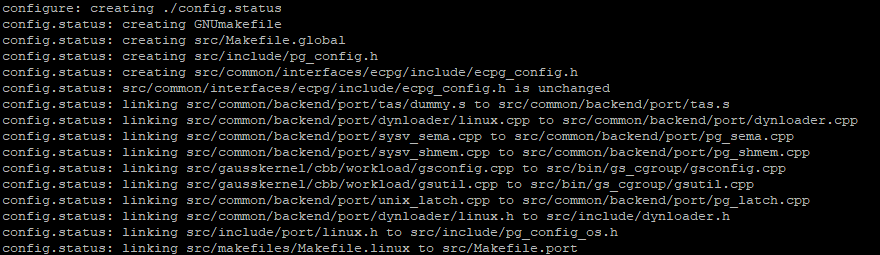 configure: creating ./config.status
config.status: creating GNUmakefile
config.status: creating src/Makefile.global
config.status: creating src/include/pg_config.h
config.status: creating src/common/interfaces/ecpg/include/ecpg_config.h
config.status: src/common/interfaces/ecpg/include/ecpg_config.h is unchanged
config.status: linking src/common/backend/port/tas/dummy.s to src/common/backend/port/tas.s
config.status: linking src/common/backend/port/dynloader/linux.cpp to src/common/backend/port/dynloader.cpp
config.status: linking src/common/backend/port/sysv_sema.cpp to src/common/backend/port/pg_sema.cpp
config.status: linking src/common/backend/port/sysv_shmem.cpp to src/common/backend/port/pg_shmem.cpp
config.status: linking src/gausskernel/cbb/workload/gsconfig.cpp to src/bin/gs_cgroup/gsconfig.cpp
config.status: linking src/gausskernel/cbb/workload/gsutil.cpp to src/bin/gs_cgroup/gsutil.cpp
config.status: linking src/common/backend/port/unix_latch.cpp to src/common/backend/port/pg_latch.cpp
config.status: linking src/common/backend/port/dynloader/linux.h to src/include/dynloader.h
config.status: linking src/include/port/linux.h to src/include/pg_config_os.h
config.status: linking src/makefiles/Makefile.linux to src/Makefile.port